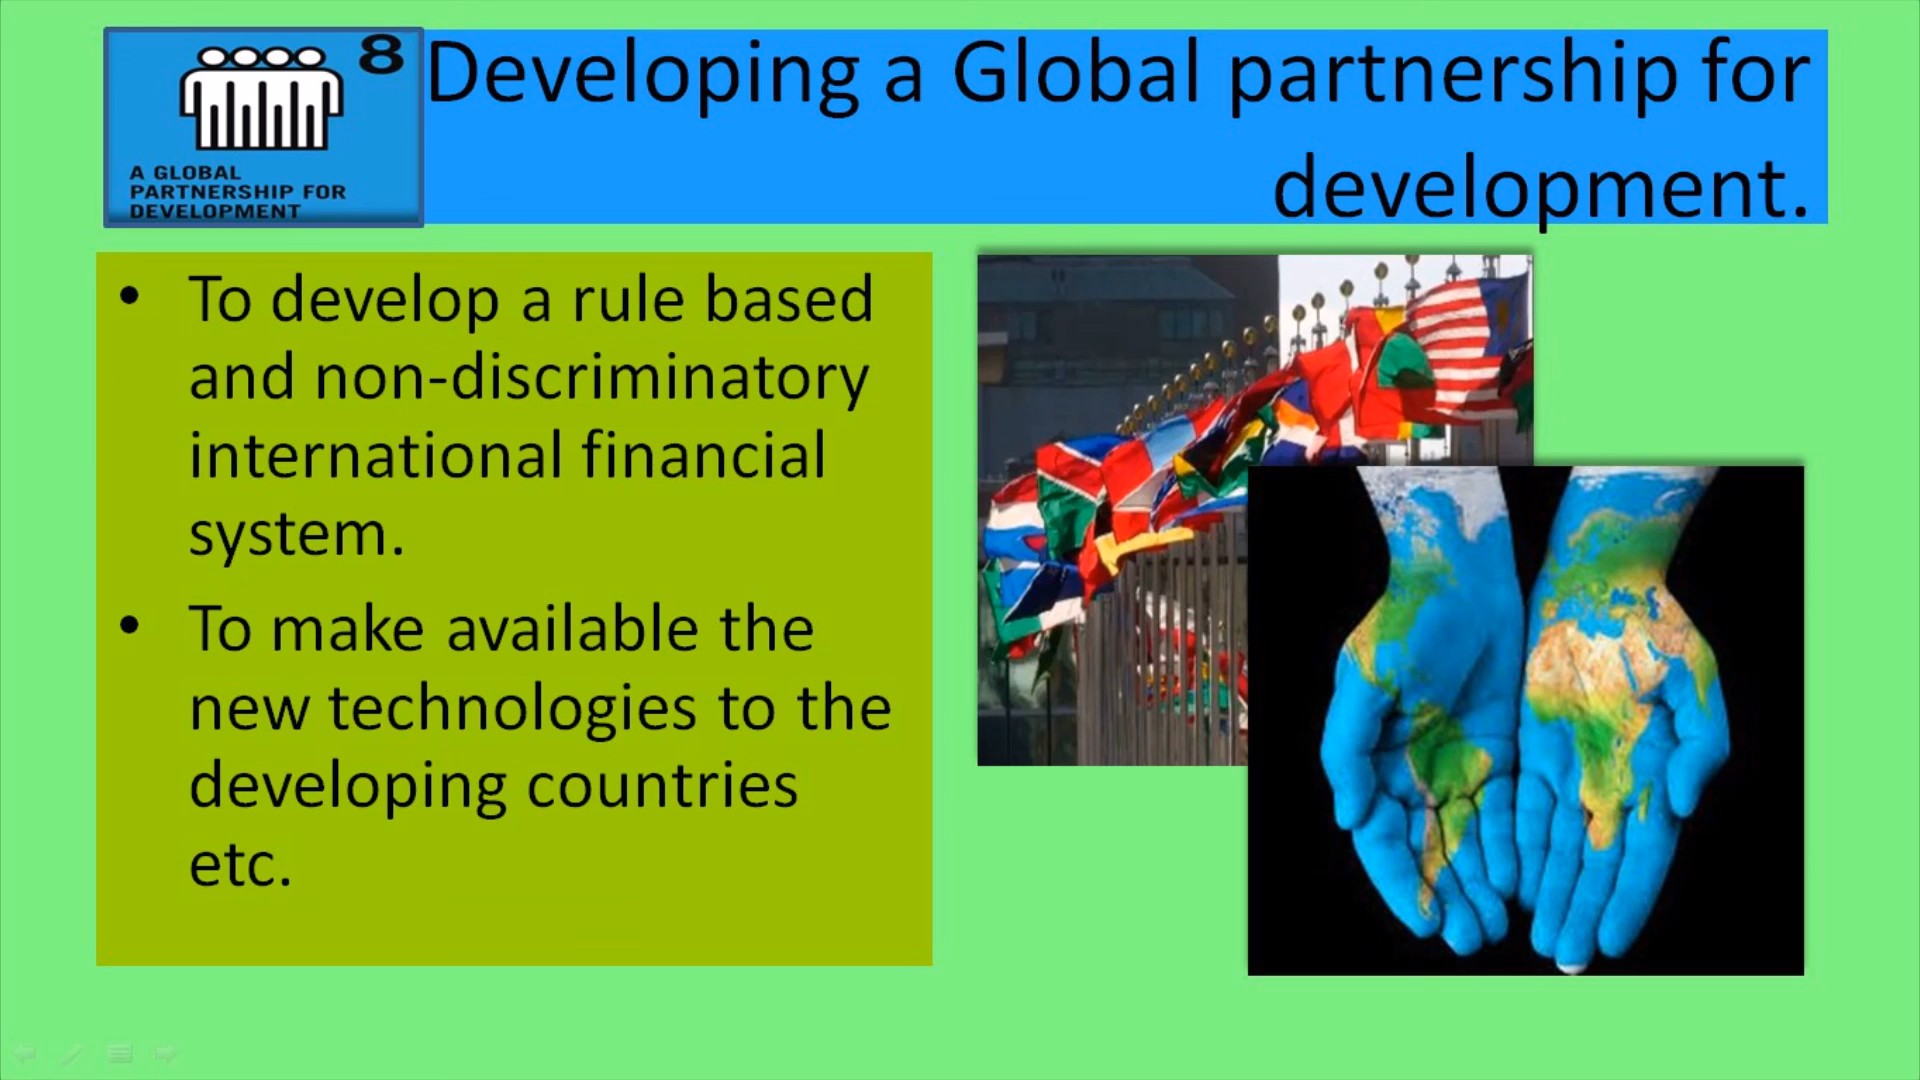 8
A GLOBAL
PARTNERSHIP FOR
DEVELOPMENT
Developing a Global partnership for
development.
• To develop a rule based
and non-discriminatory
international financial
system.
• To make available the
new technologies to the
developing countries
etc.